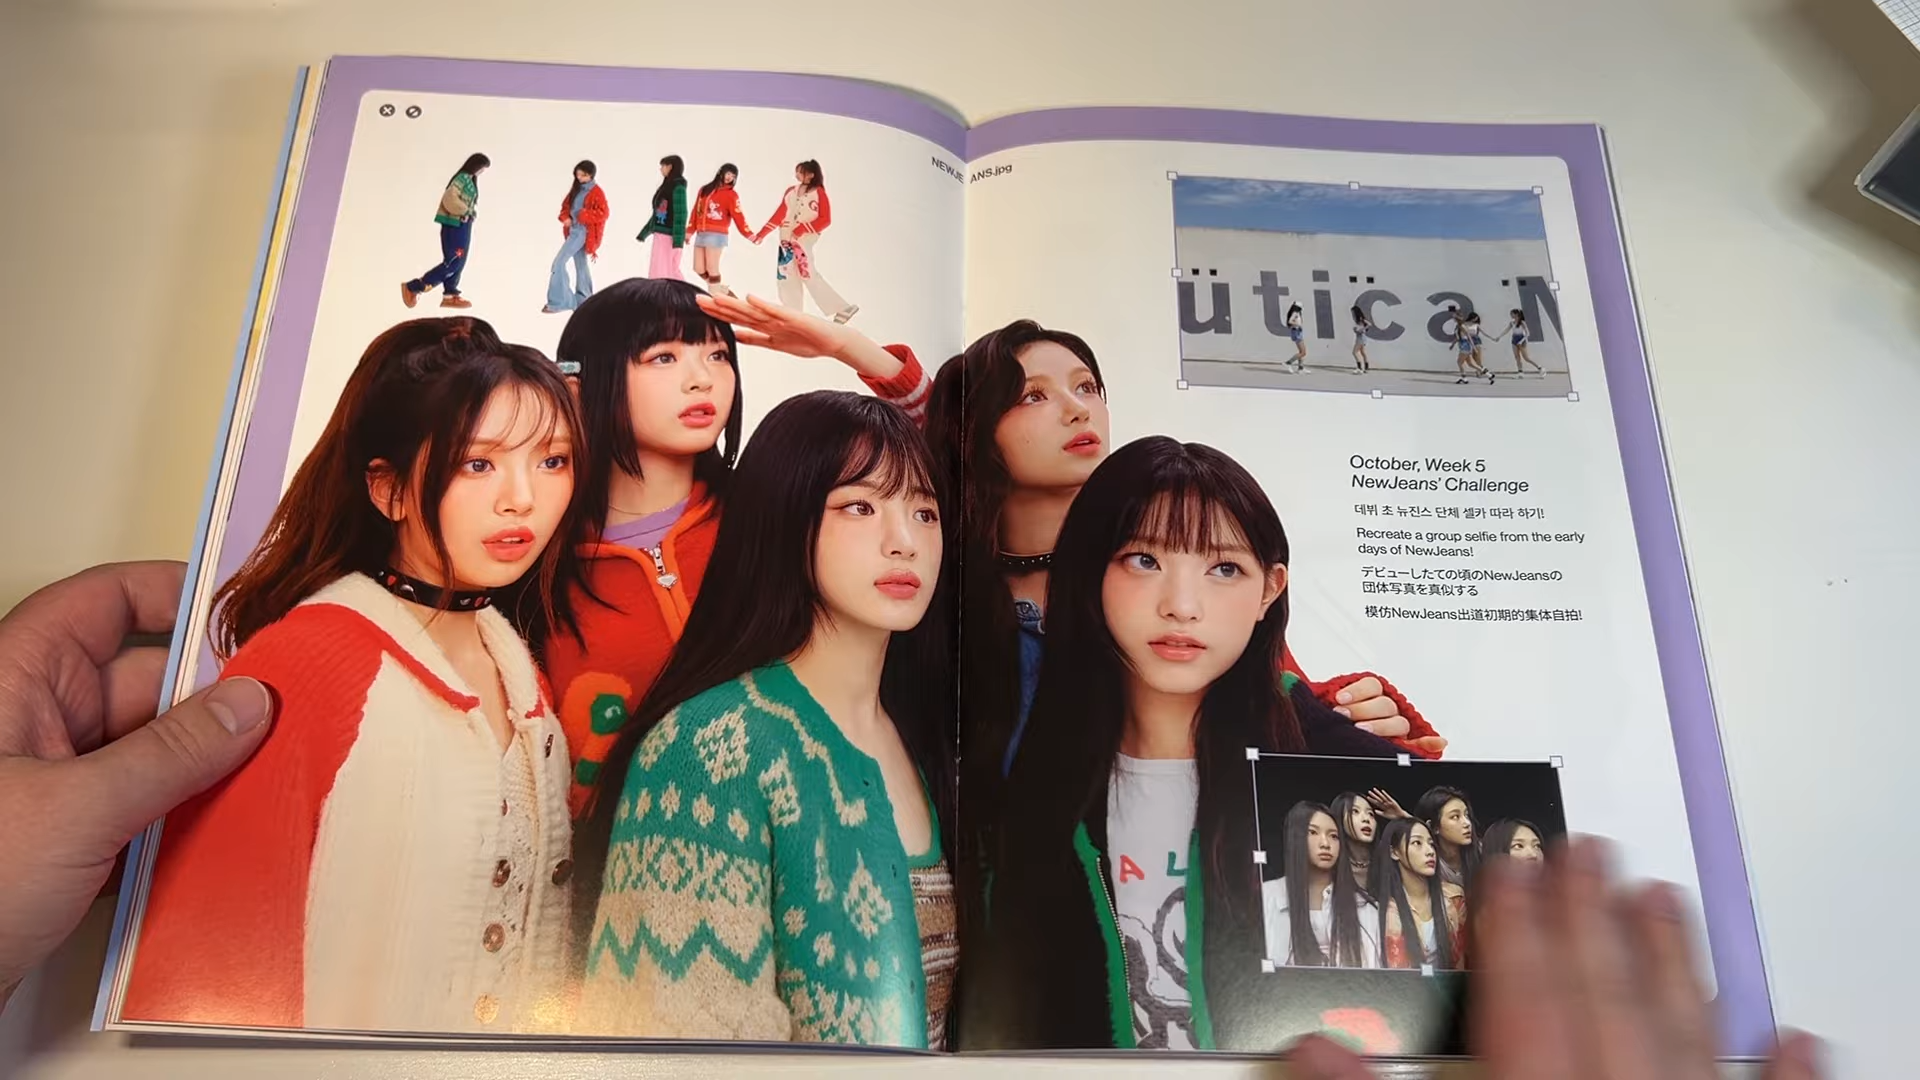 NEWJEANS.jpg
üticaM
October, Week 5
NewJeans' Challenge
데뷔 초 뉴진스 단체 셀카 따라 하기!
Recreate a group selfie from the early
days of NewJeans!
デビューしたての頃のNewJeansの
団体写真を真似する
模仿NewJeans出道初期的集体自拍!
G
A L